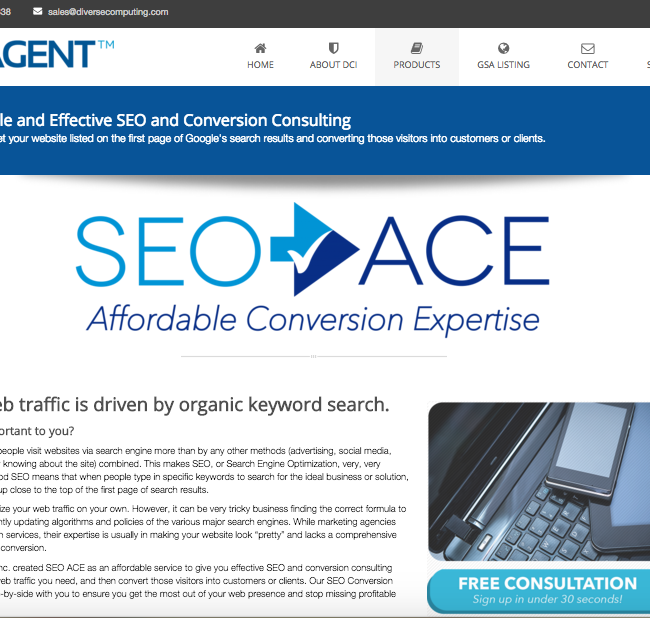 38 sales@diversecomputing.com
AGENT™
HOME ABOUT DCI PRODUCTS GSA LISTING CONTACT S
le and Effective SEO and Conversion Consulting
et your website listed on the first page of Google's search results and converting those visitors into customers or clients.
SEO ACE
Affordable Conversion Expertise
eb traffic is driven by organic keyword search.
ortant to you?
people visit websites via search engine more than by any other methods (advertising, social media,
r knowing about the site) combined. This makes SEO, or Search Engine Optimization, very, very
od SEO means that when people type in specific keywords to search for the ideal business or solution,
up close to the top of the first page of search results.
ize your web traffic on your own. However, it can be very tricky business finding the correct formula to
ntly updating algorithms and policies of the various major search engines. While marketing agencies
n services, their expertise is usually in making your website look “pretty” and lacks a comprehensive
conversion.
nc. created SEO ACE as an affordable service to give you effective SEO and conversion consulting
web traffic you need, and then convert those visitors into customers or clients. Our SEO Conversion
-by-side with you to ensure you get the most out of your web presence and stop missing profitable
FREE CONSULTATION
Sign up in under 30 seconds!